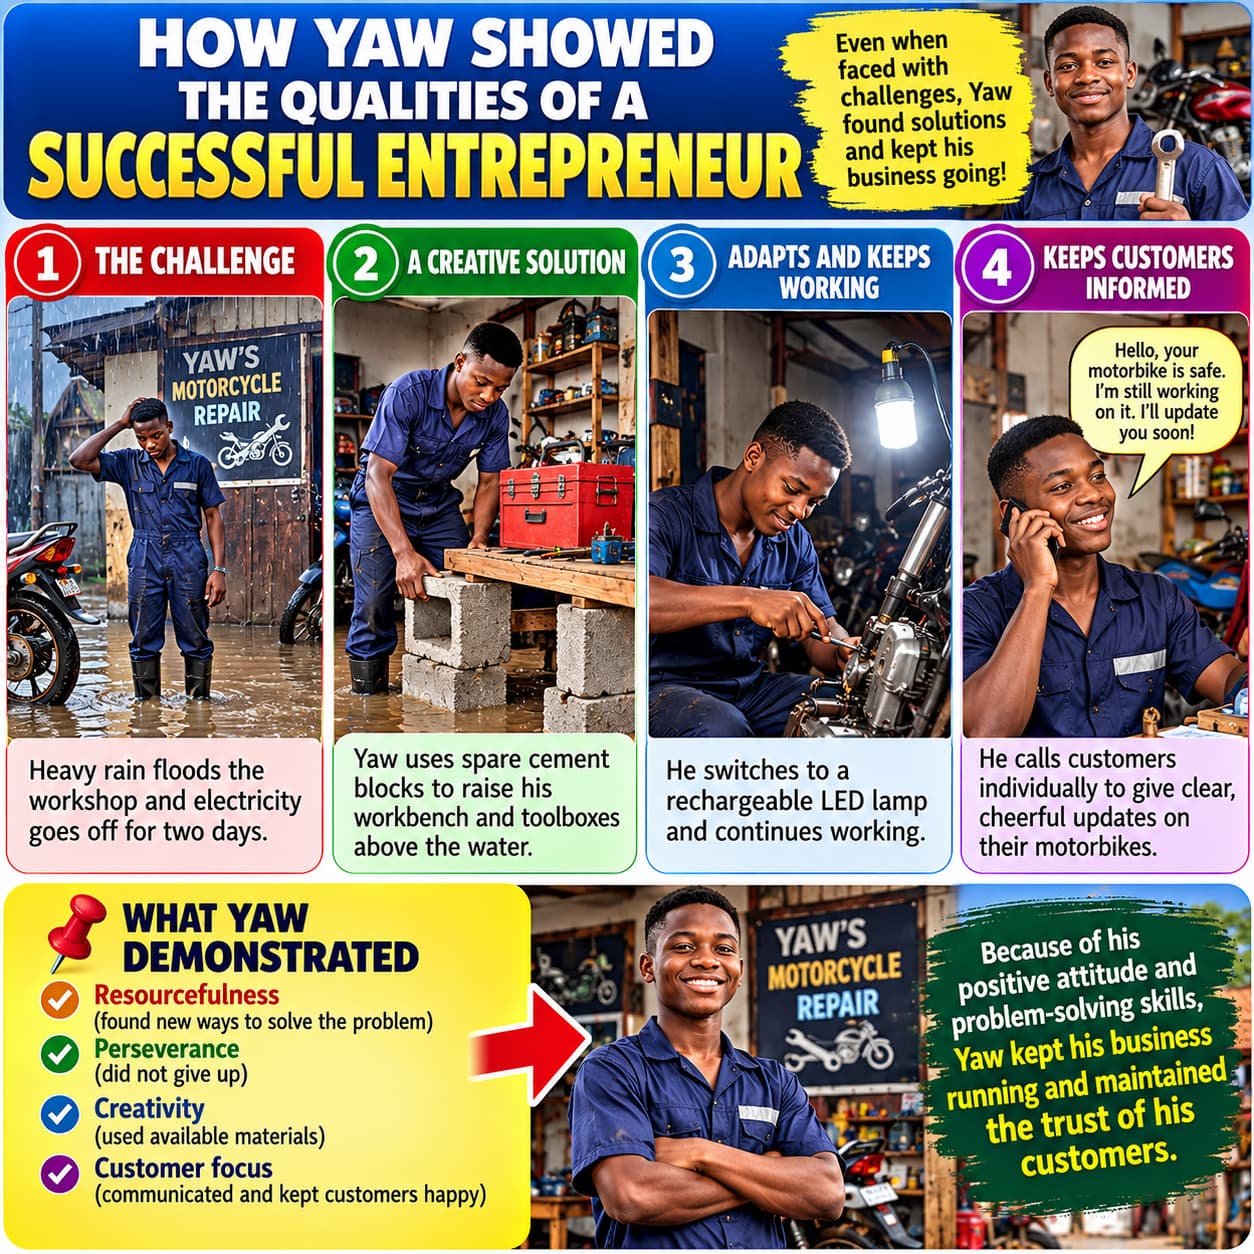 HOW YAW SHOWED
THE QUALITIES OF A
SUCCESSFUL ENTREPRENEUR
Even when
faced with
challenges, Yaw
found solutions
and kept his
business going!
1 THE CHALLENGE
YAW'S
MOTORCYCLE
REPAIR
Heavy rain floods the
workshop and electricity
goes off for two days.
2 A CREATIVE SOLUTION
Yaw uses spare cement
blocks to raise his
workbench and toolboxes
above the water.
3 ADAPTS AND KEEPS
WORKING
He switches to a
rechargeable LED lamp
and continues working.
4 KEEPS CUSTOMERS
INFORMED
Hello, your
motorbike is safe.
I'm still working
on it. I'll update
you soon!
He calls customers
individually to give clear,
cheerful updates on
their motorbikes.
WHAT YAW
DEMONSTRATED
Resourcefulness
(found new ways to solve the problem)
Perseverance
(did not give up)
Creativity
(used available materials)
Customer focus
(communicated and kept customers happy)
YAW'S
MOTORCYCLE
REPAIR
Because of his
positive attitude and
problem-solving skills,
Yaw kept his business
running and maintained
the trust of his
customers.